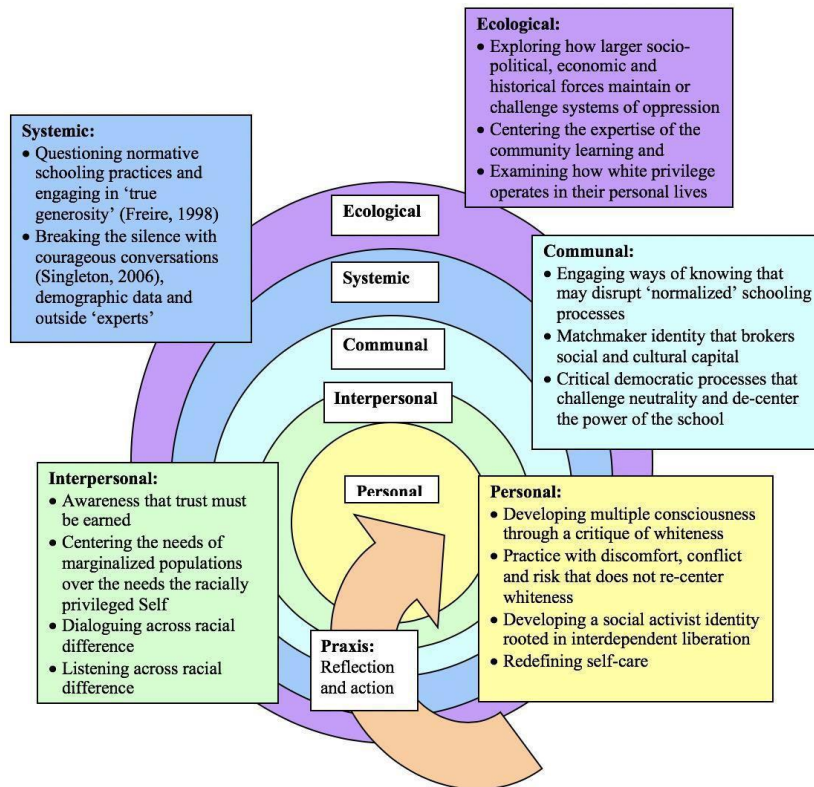 Ecological:
• Exploring how larger socio-
political, economic and
historical forces maintain or
challenge systems of oppression
• Centering the expertise of the
community learning and
• Examining how white privilege
operates in their personal lives
Systemic:
• Questioning normative
schooling practices and
engaging in ‘true
generosity’ (Freire, 1998)
• Breaking the silence with
courageous conversations
(Singleton, 2006),
demographic data and
outside ‘experts’
Ecological
Systemic
Communal
Interpersonal
Personal
Communal:
• Engaging ways of knowing that
may disrupt ‘normalized’ schooling
processes
• Matchmaker identity that brokers
social and cultural capital
• Critical democratic processes that
challenge neutrality and de-center
the power of the school
Interpersonal:
• Awareness that trust must
be earned
• Centering the needs of
marginalized populations
over the needs the racially
privileged Self
• Dialoguing across racial
difference
• Listening across racial
difference
Personal:
• Developing multiple consciousness
through a critique of whiteness
• Practice with discomfort, conflict
and risk that does not re-center
whiteness
• Developing a social activist identity
rooted in interdependent liberation
• Redefining self-care
Praxis:
Reflection
and action